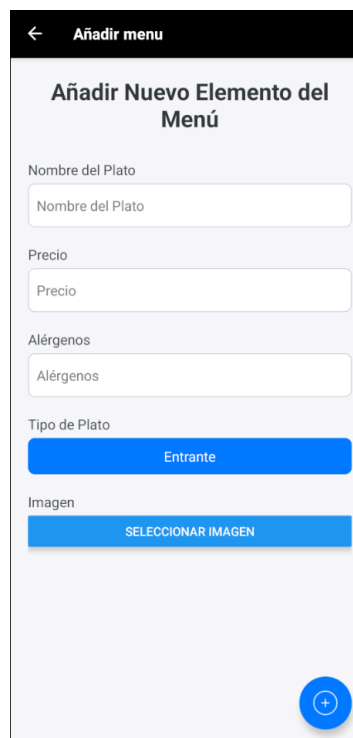 Añadir menu
Añadir Nuevo Elemento del
Menú
Nombre del Plato
Nombre del Plato
Precio
Precio
Alérgenos
Alérgenos
Tipo de Plato
Entrante
Imagen
SELECCIONAR IMAGEN